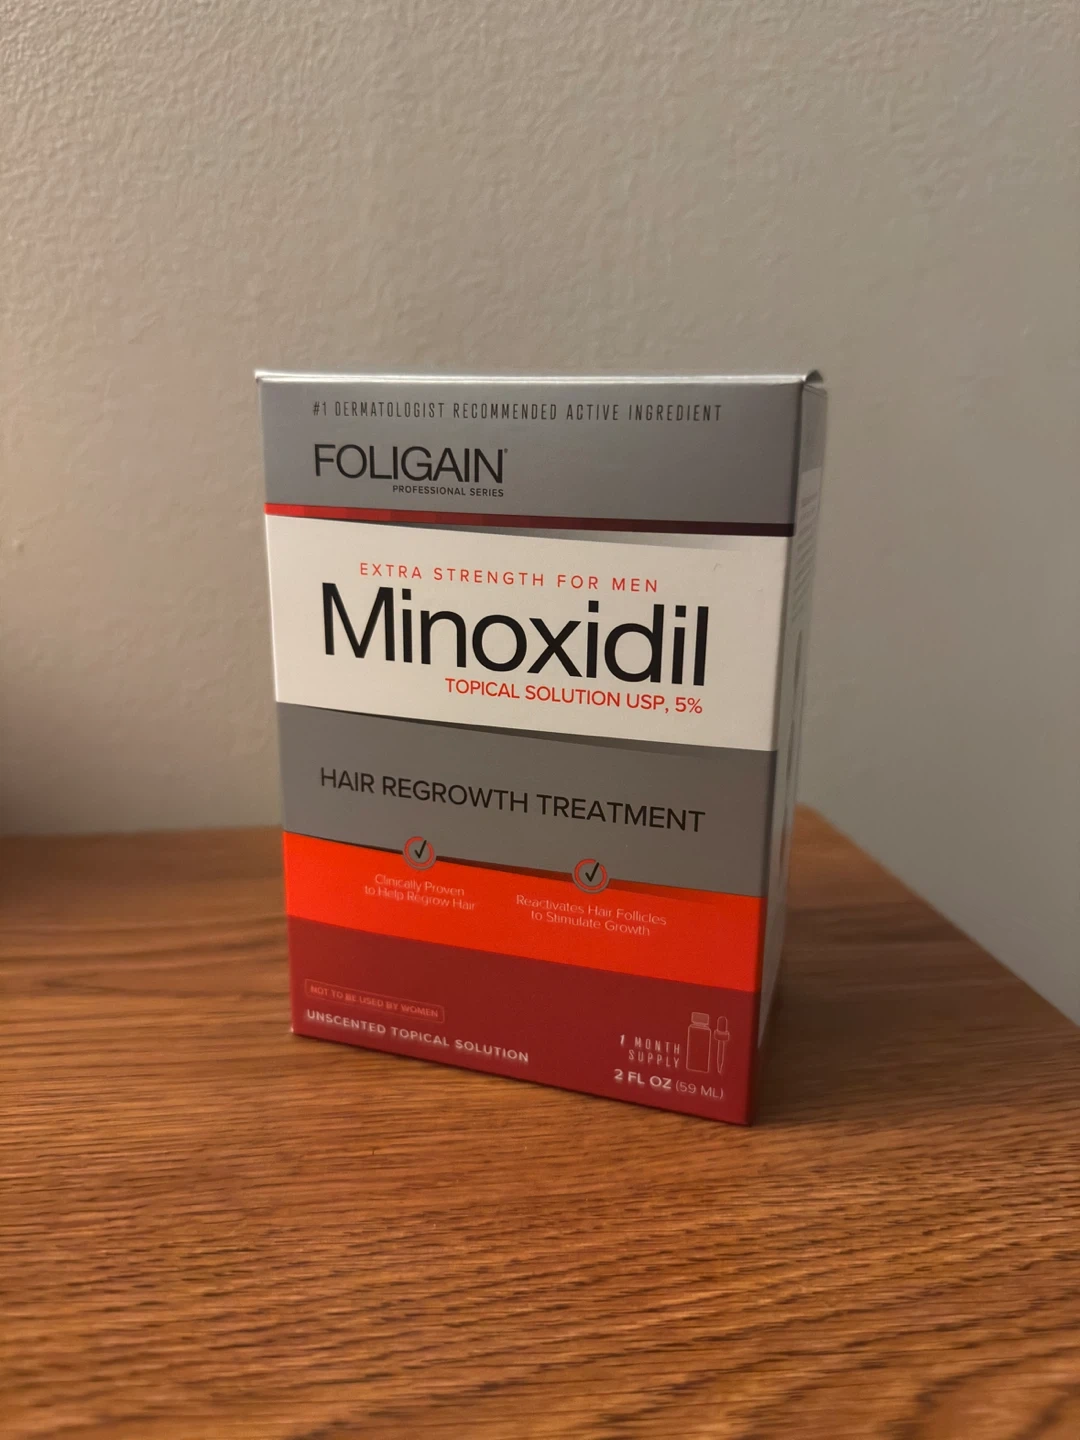 #1 DERMATOLOGIST RECOMMENDED ACTIVE INGREDIENT
FOLIGAIN®
PROFESSIONAL SERIES
EXTRA STRENGTH FOR MEN
Minoxidil
TOPICAL SOLUTION USP, 5%
HAIR REGROWTH TREATMENT
Clinically Proven
to Help Regrow Hair
Reactivates Hair Follicles
to Stimulate Growth
NOT TO BE USED BY WOMEN
UNSCENTED TOPICAL SOLUTION
1 MONTH
SUPPLY
2 FL OZ (59 ML)